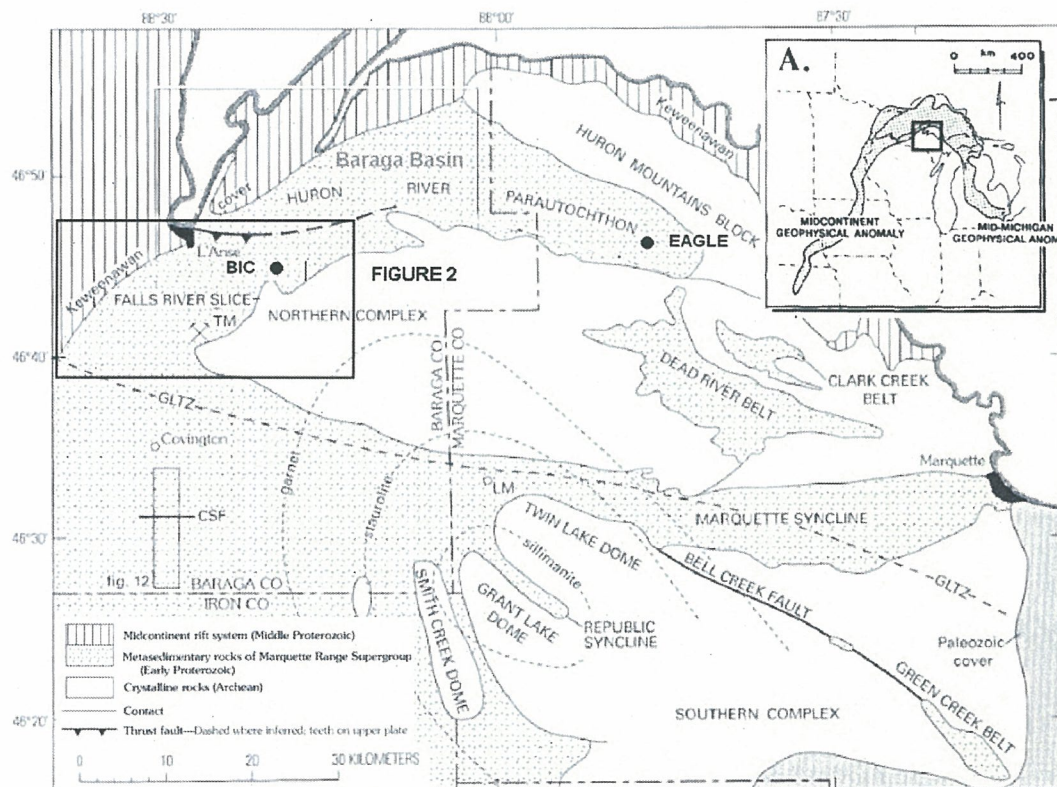 88°30'
88°00'
87°30'
A.
0 km 400
MIDCONTINENT
GEOPHYSICAL ANOMALY
MID-MICHIGAN
GEOPHYSICAL ANOM
46°50'
46°40'
46°30'
46°20'
Keweenawan
Baraga Basin
cover
HURON
RIVER
PARAUTOCHTHON
HURON MOUNTAINS BLOCK
EAGLE
L'Anse
BIC
FIGURE 2
Keweenawan
FALLS RIVER SLICE
TM
NORTHERN COMPLEX
BARAGA CO
MARQUETTE CO
DEAD RIVER BELT
CLARK CREEK
BELT
GLTZ
Covington
garnet
staurolite
LM
Marquette
MARQUETTE SYNCLINE
CSF
TWIN LAKE DOME
sillimanite
BELL CREEK FAULT
GLTZ
fig. 12
BARAGA CO
IRON CO
SMITH CREEK DOME
GRANT LAKE
DOME
REPUBLIC
SYNCLINE
Paleozoic
cover
GREEN CREEK BELT
SOUTHERN COMPLEX
Midcontinent rift system (Middle Proterozoic)
Metasedimentary rocks of Marquette Range Supergroup
(Early Proterozoic)
Crystalline rocks (Archean)
Contact
Thrust fault---Dashed where inferred; teeth on upper plate
0 10 20 30 KILOMETERS